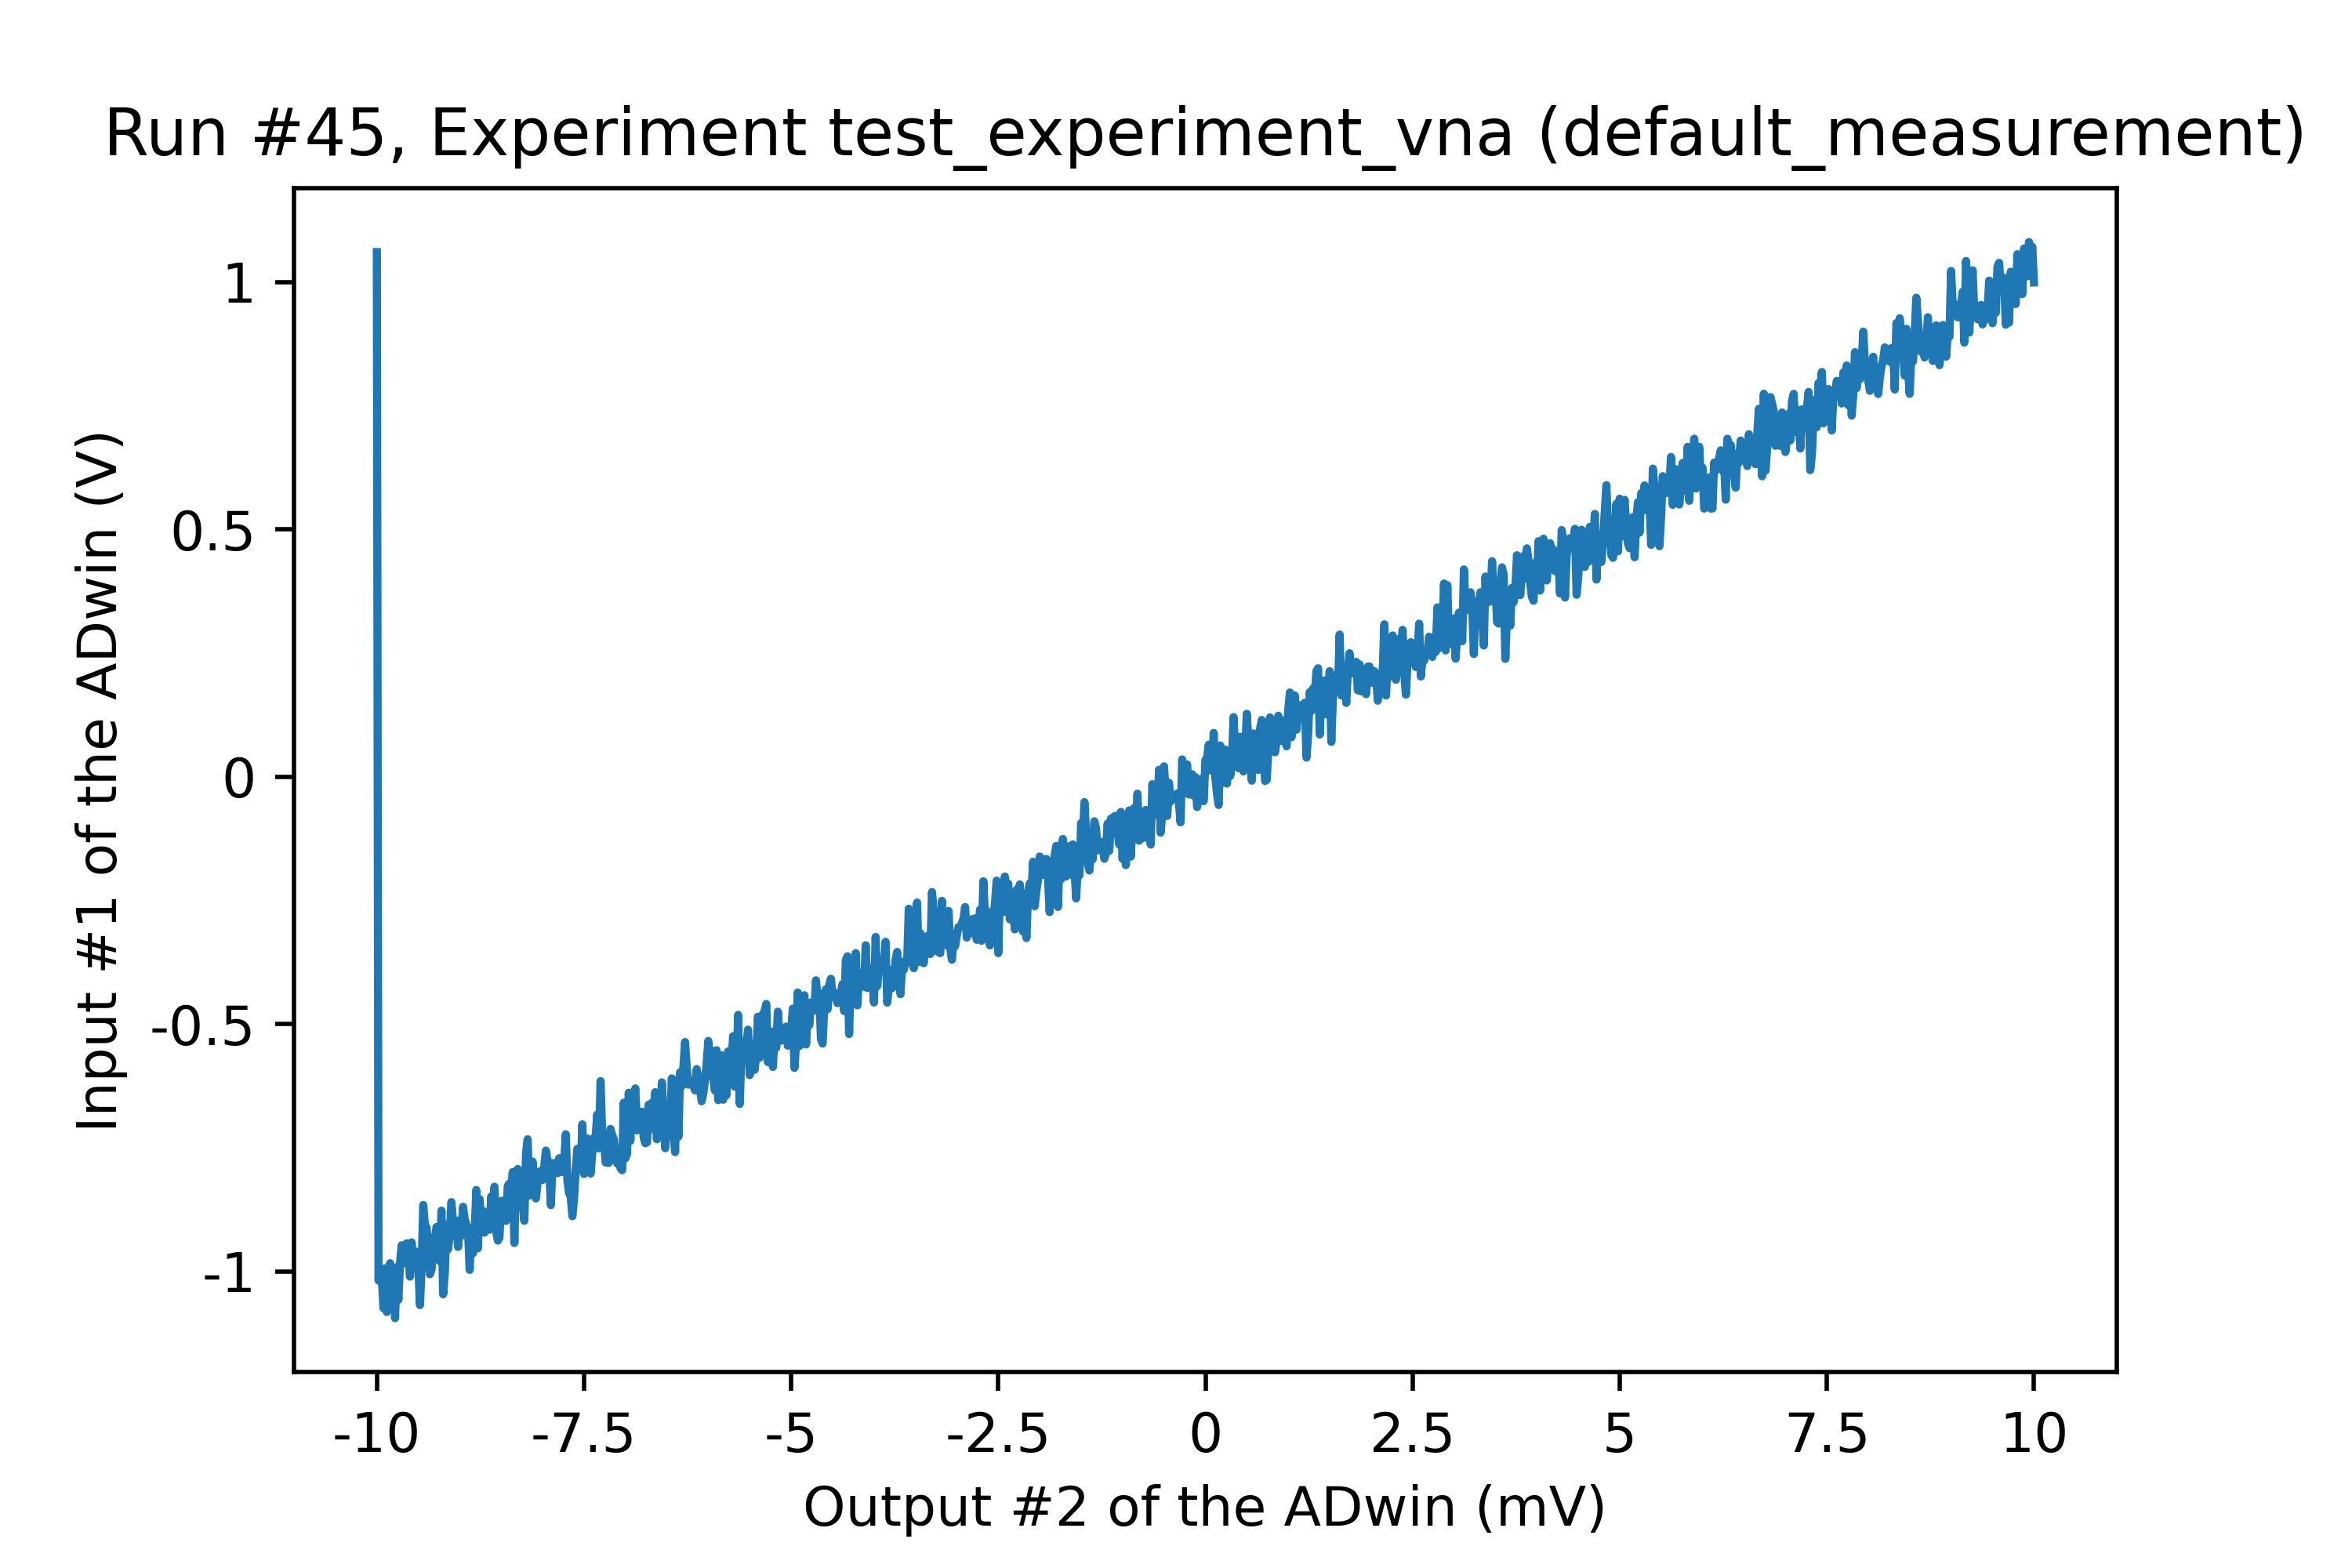 Run #45, Experiment test_experiment_vna (default_measurement)
Input #1 of the ADwin (V)
1
0.5
0
-0.5
-1
-10 -7.5 -5 -2.5 0 2.5 5 7.5 10
Output #2 of the ADwin (mV)